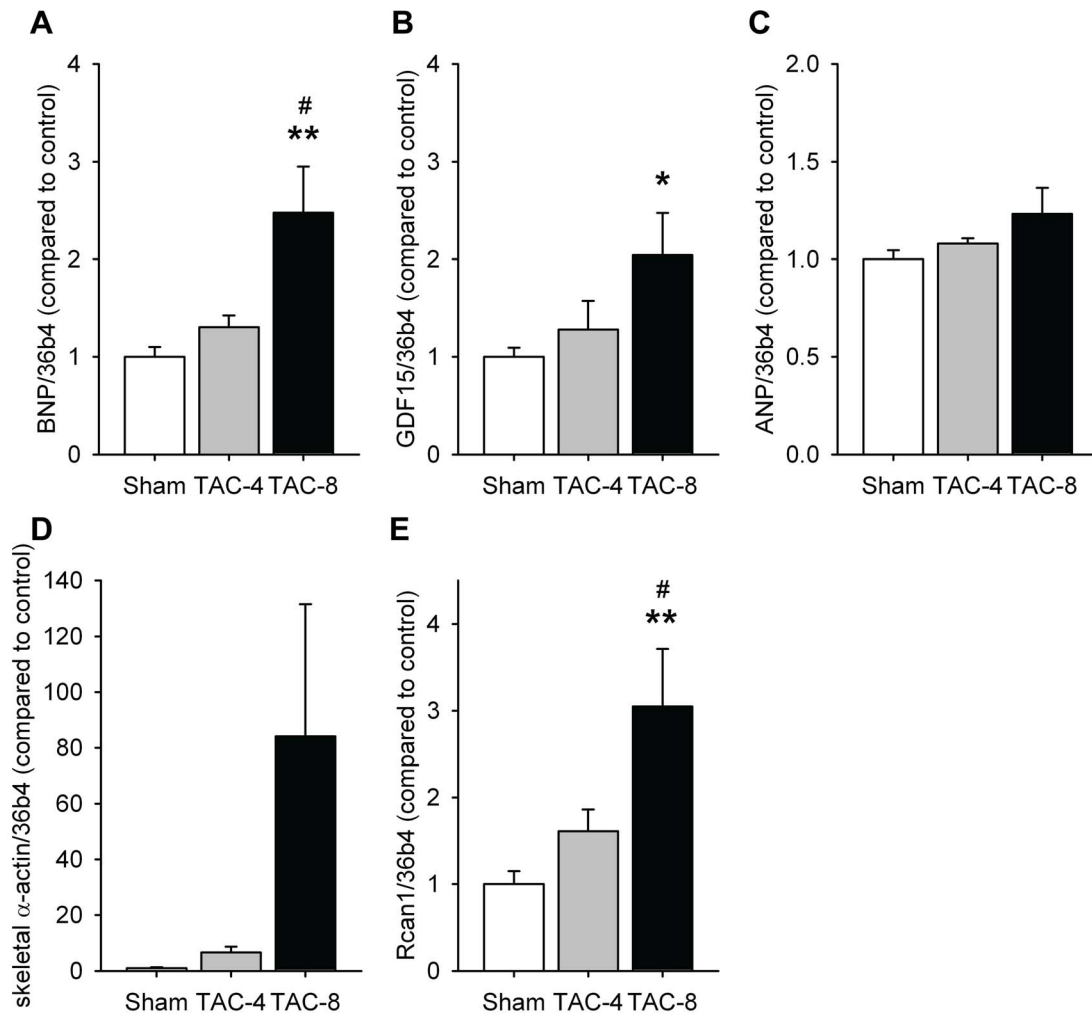 A
BNP/36b4 (compared to control)
4
3
2
1
0
#
**
Sham TAC-4 TAC-8
B
GDF15/36b4 (compared to control)
4
3
2
1
0
*
Sham TAC-4 TAC-8
C
ANP/36b4 (compared to control)
2.0
1.5
1.0
0.5
0.0
Sham TAC-4 TAC-8
D
skeletal α-actin/36b4 (compared to control)
140
120
100
80
60
40
20
0
Sham TAC-4 TAC-8
E
Rcan1/36b4 (compared to control)
4
3
2
1
0
#
**
Sham TAC-4 TAC-8